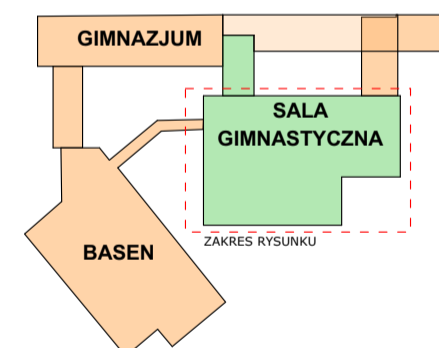 GIMNAZJUM
SALA
GIMNASTYCZNA
ZAKRES RYSUNKU
BASEN